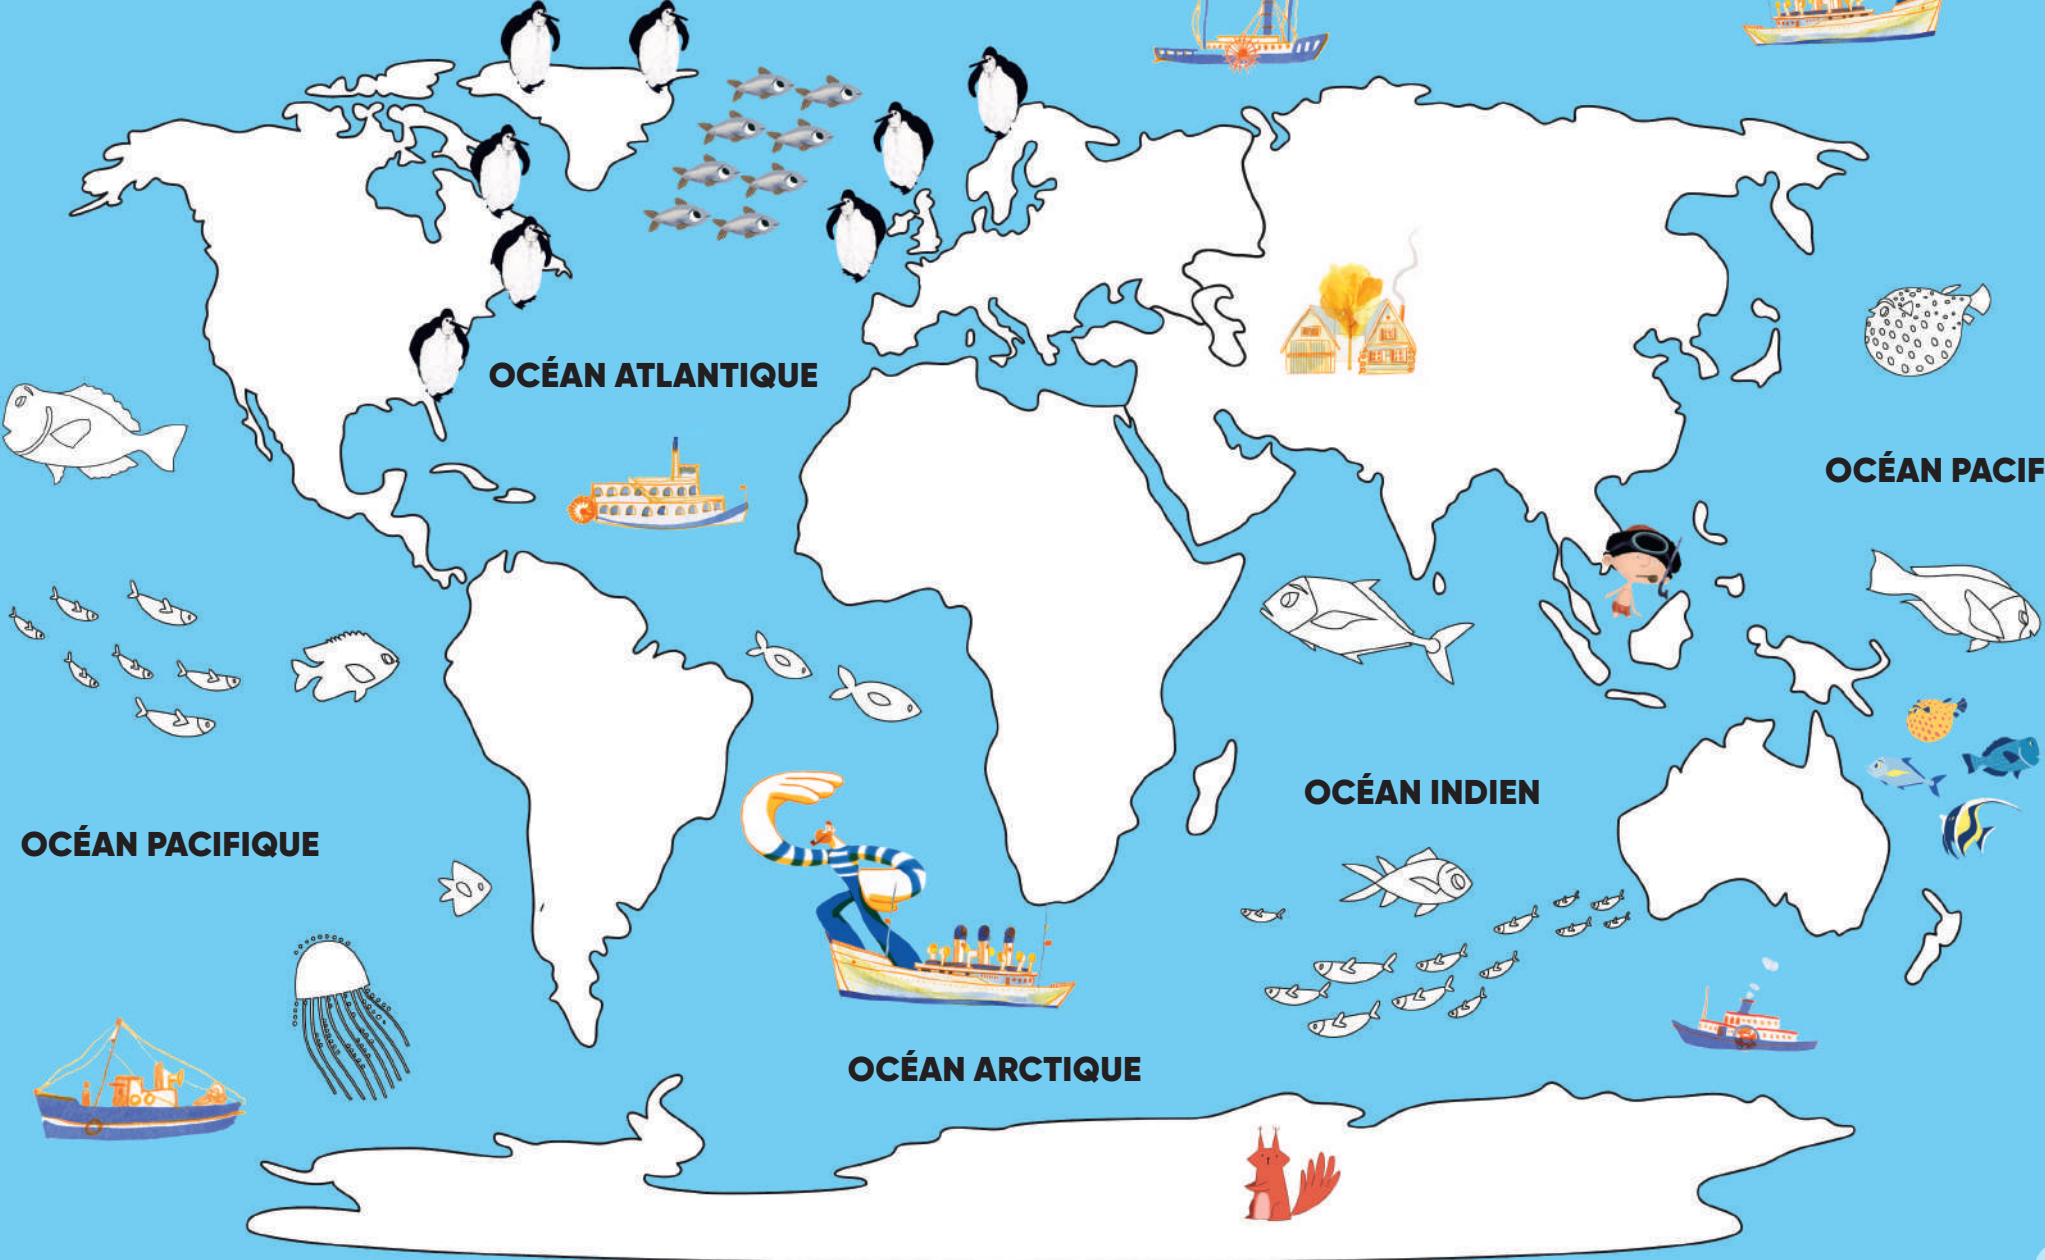 OCÉAN ATLANTIQUE
OCÉAN PACIF
OCÉAN INDIEN
OCÉAN PACIFIQUE
OCÉAN ARCTIQUE